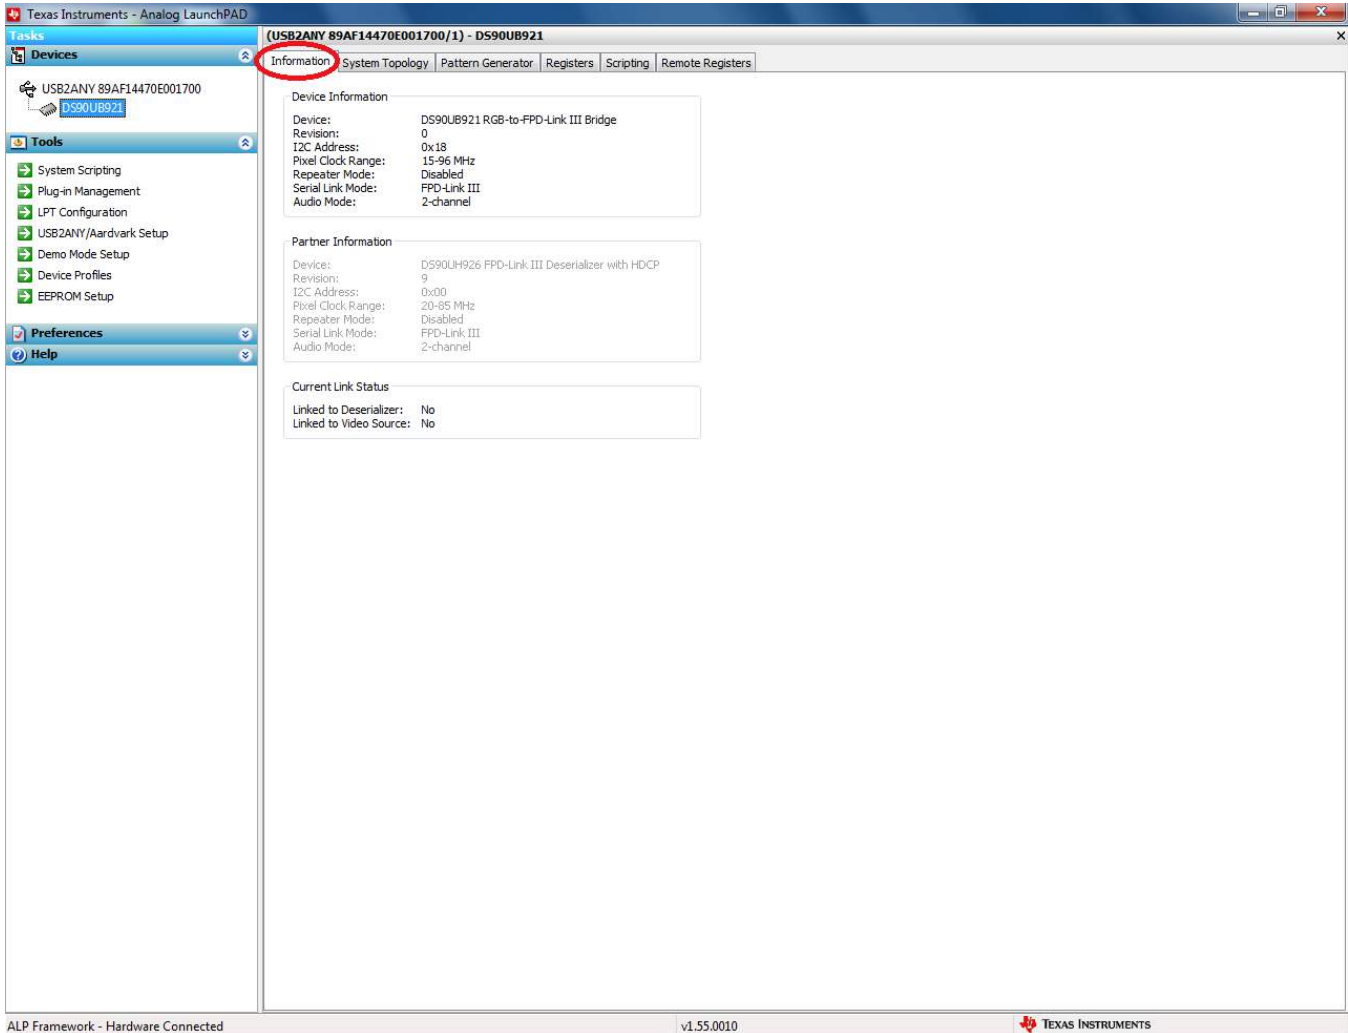 Texas Instruments - Analog LaunchPAD
Tasks
Devices
USB2ANY 89AF14470E001700
DS90UB921
Tools
System Scripting
Plug-in Management
LPT Configuration
USB2ANY/Aardvark Setup
Demo Mode Setup
Device Profiles
EEPROM Setup
Preferences
Help
(USB2ANY 89AF14470E001700/1) - DS90UB921
Information System Topology Pattern Generator Registers Scripting Remote Registers
Device Information
Device: DS90UB921 RGB-to-FPD-Link III Bridge
Revision: 0
I2C Address: 0x18
Pixel Clock Range: 15-96 MHz
Repeater Mode: Disabled
Serial Link Mode: FPD-Link III
Audio Mode: 2-channel
Partner Information
Device: DS90UH926 FPD-Link III Deserializer with HDCP
Revision: 9
I2C Address: 0x00
Pixel Clock Range: 20-85 MHz
Repeater Mode: Disabled
Serial Link Mode: FPD-Link III
Audio Mode: 2-channel
Current Link Status
Linked to Deserializer: No
Linked to Video Source: No
ALP Framework - Hardware Connected v1.55.0010 TEXAS INSTRUMENTS